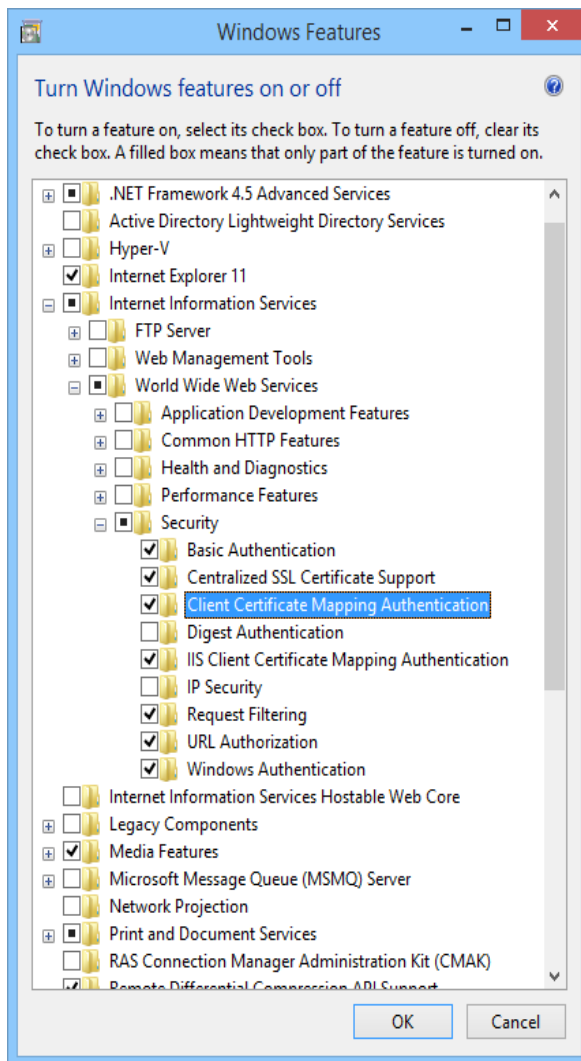 Windows Features
Turn Windows features on or off
To turn a feature on, select its check box. To turn a feature off, clear its
check box. A filled box means that only part of the feature is turned on.
.NET Framework 4.5 Advanced Services
Active Directory Lightweight Directory Services
Hyper-V
Internet Explorer 11
Internet Information Services
FTP Server
Web Management Tools
World Wide Web Services
Application Development Features
Common HTTP Features
Health and Diagnostics
Performance Features
Security
Basic Authentication
Centralized SSL Certificate Support
Client Certificate Mapping Authentication
Digest Authentication
IIS Client Certificate Mapping Authentication
IP Security
Request Filtering
URL Authorization
Windows Authentication
Internet Information Services Hostable Web Core
Legacy Components
Media Features
Microsoft Message Queue (MSMQ) Server
Network Projection
Print and Document Services
RAS Connection Manager Administration Kit (CMAK)
Remote Differential Compression API Support
OK
Cancel